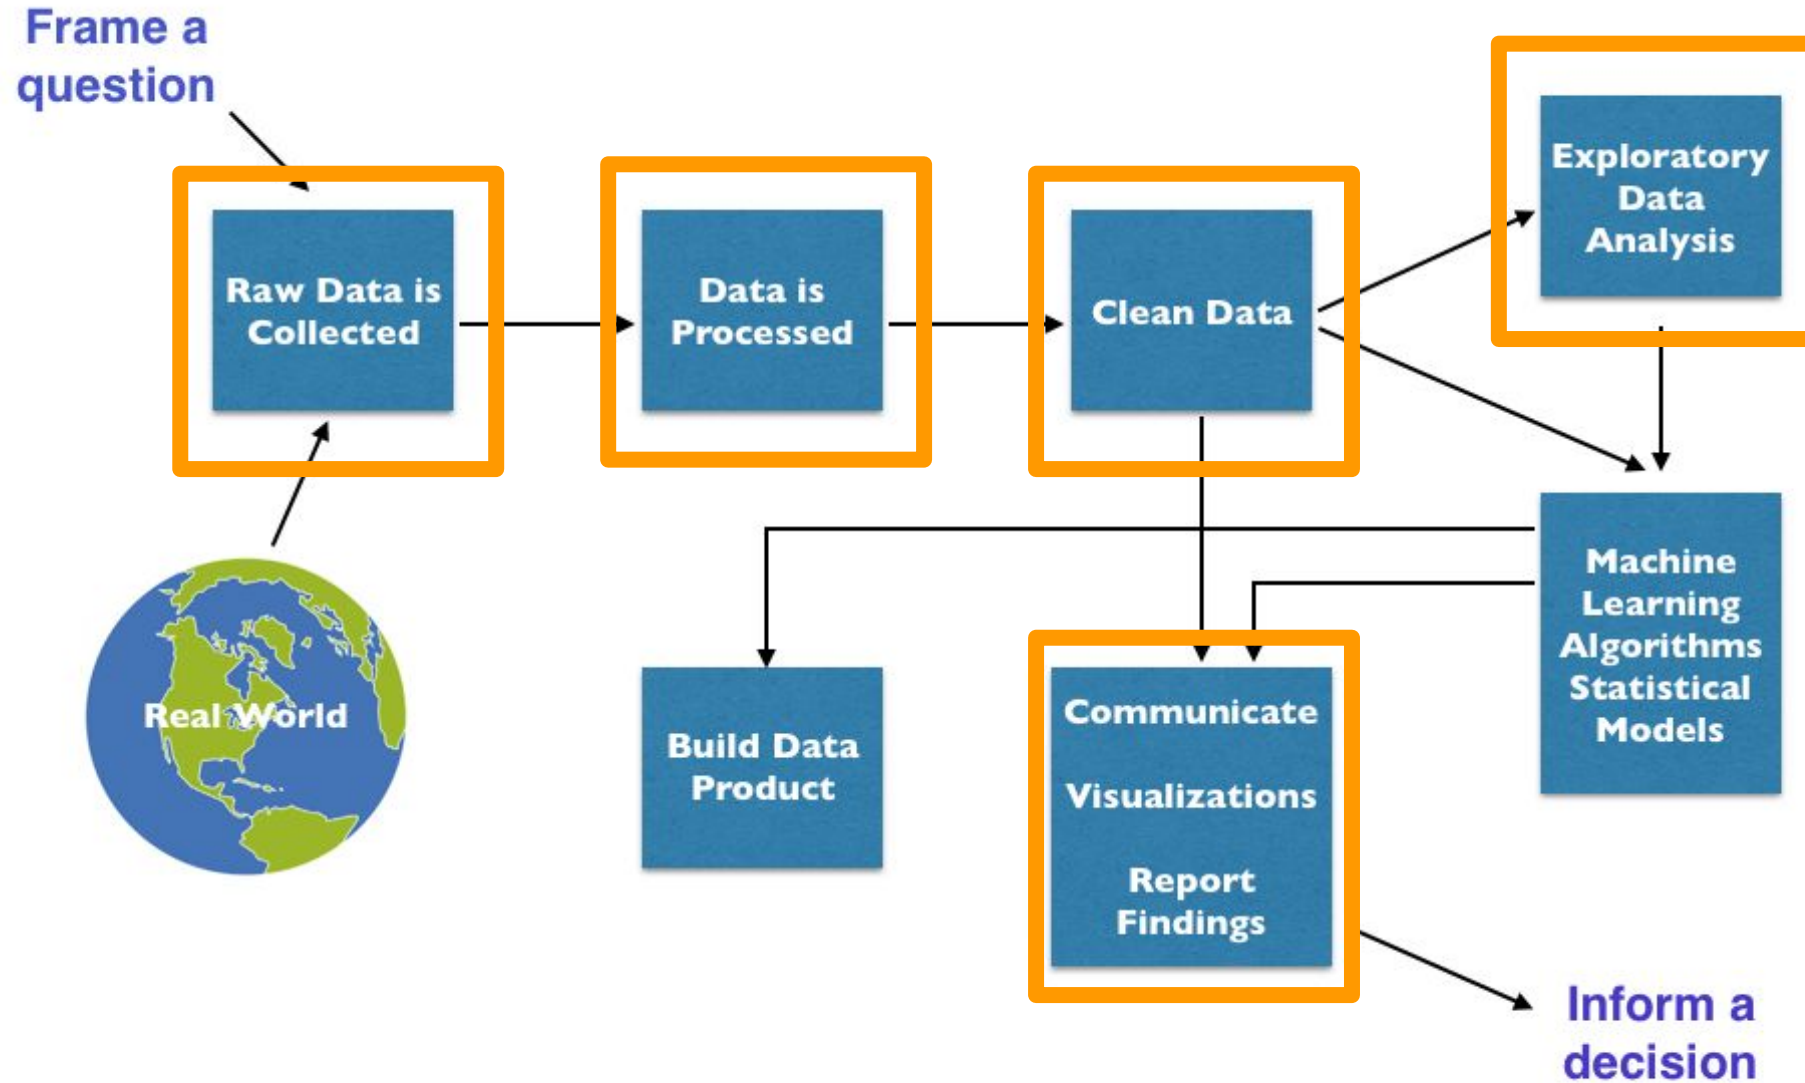 Frame a
question
Raw Data is
Collected
Data is
Processed
Clean Data
Exploratory
Data
Analysis
Real World
Build Data
Product
Communicate
Visualizations
Report
Findings
Machine
Learning
Algorithms
Statistical
Models
Inform a
decision